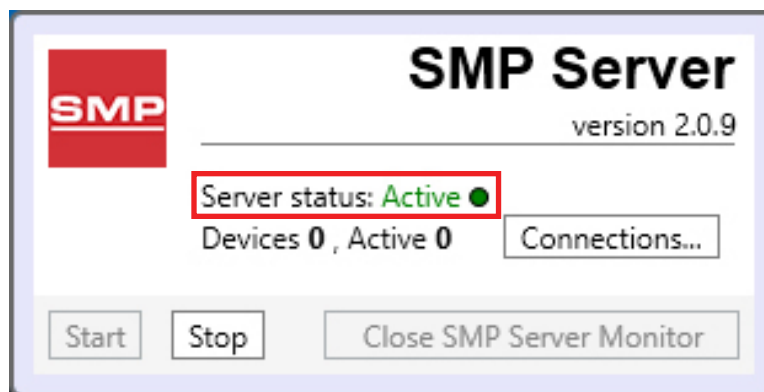 SMP
SMP Server
version 2.0.9
Server status: Active
Devices 0 , Active 0
Connections...
Start
Stop
Close SMP Server Monitor